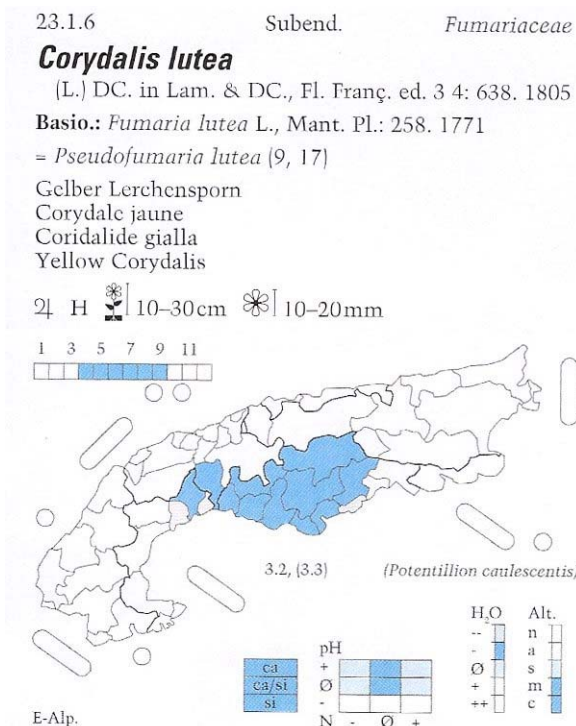 23.1.6 Subend. Fumariaceae
Corydalis lutea
(L.) DC. in Lam. & DC., Fl. Franç. ed. 3 4: 638. 1805
Basio.: Fumaria lutea L., Mant. Pl.: 258. 1771
= Pseudofumaria lutea (9, 17)
Gelber Lerchensporn
Corydale jaune
Coridalide gialla
Yellow Corydalis
♃ H 10–30cm 10–20mm
1 3 5 7 9 11
3.2, (3.3) (Potentillion caulescentis)
H₂O Alt.
-- n
- a
Ø s
+ m
++ c
pH
ca +
ca/si Ø
si -
N - Ø +
E-Alp.